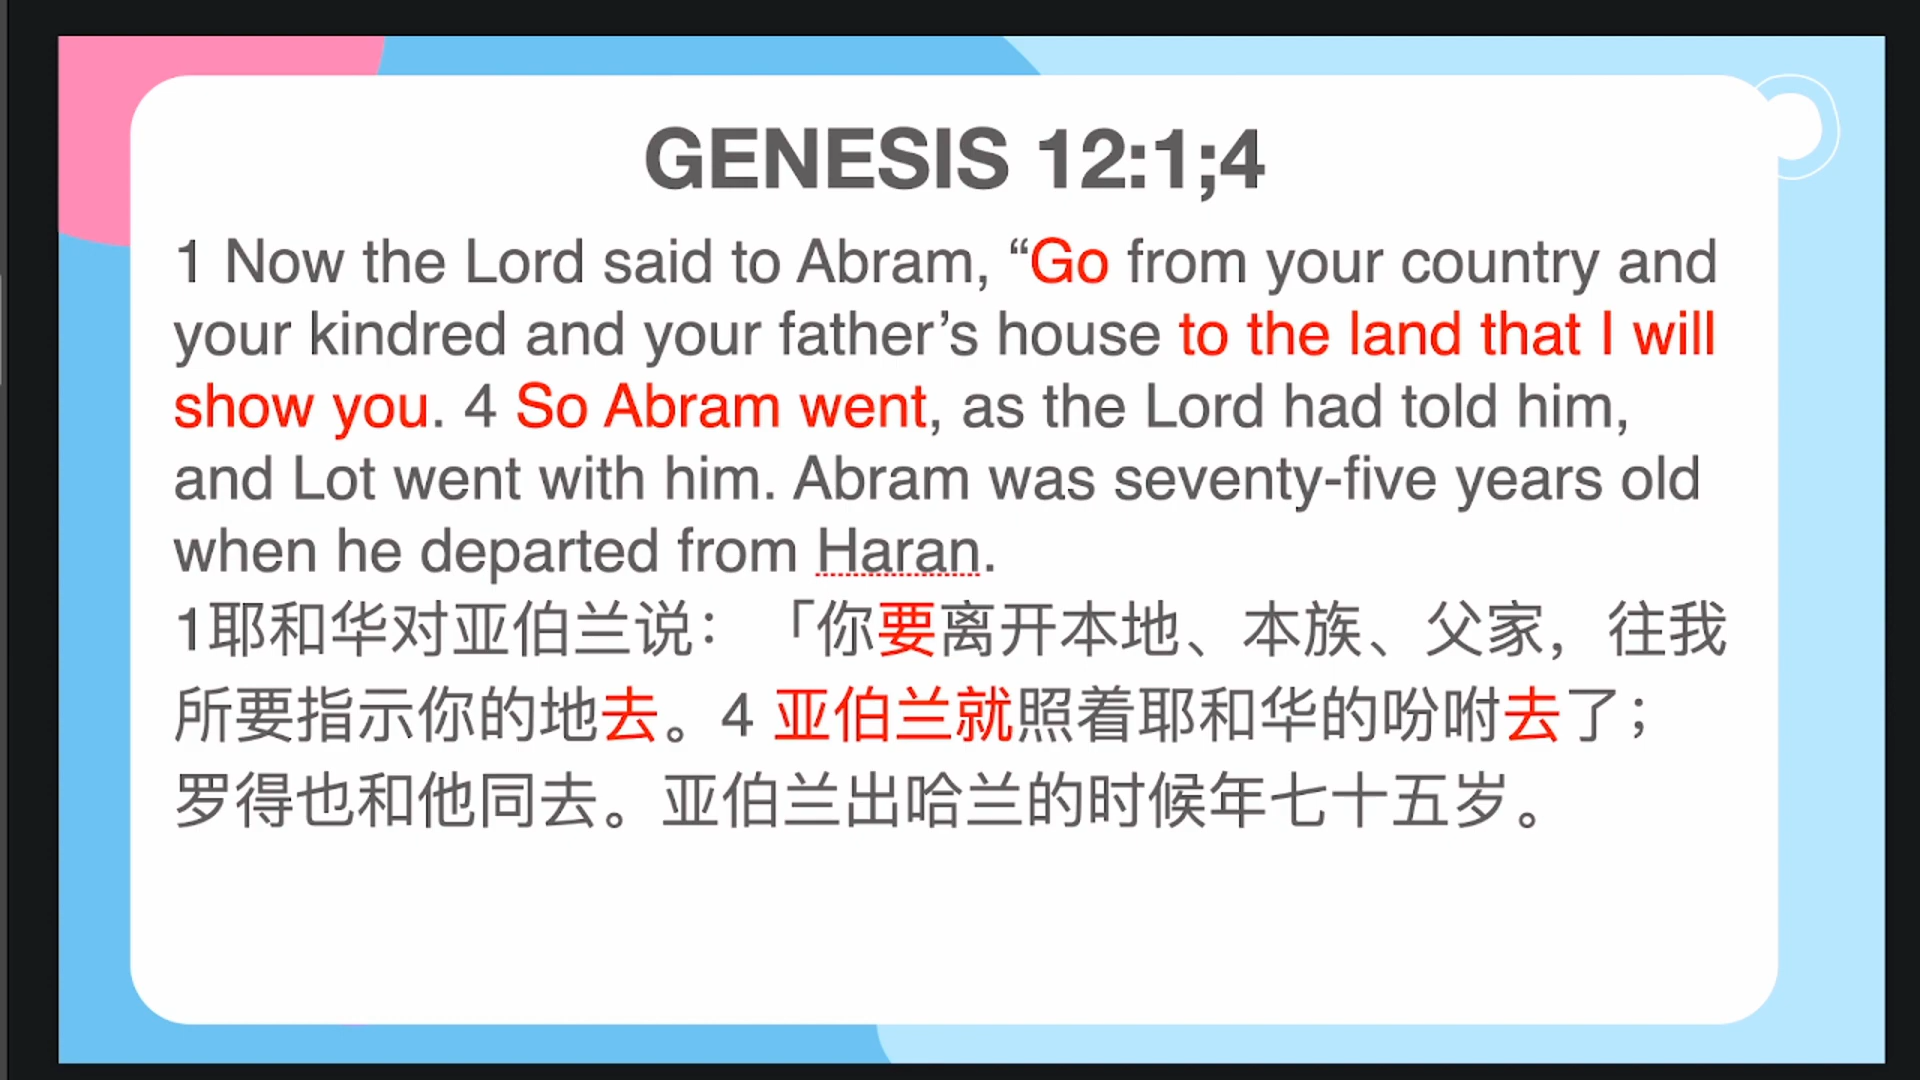 GENESIS 12:1;4
1 Now the Lord said to Abram, “Go from your country and
your kindred and your father’s house to the land that I will
show you. 4 So Abram went, as the Lord had told him,
and Lot went with him. Abram was seventy-five years old
when he departed from Haran.
1耶和华对亚伯兰说：「你要离开本地、本族、父家，往我
所要指示你的地去。4 亚伯兰就照着耶和华的吩咐去了；
罗得也和他同去。亚伯兰出哈兰的时候年七十五岁。